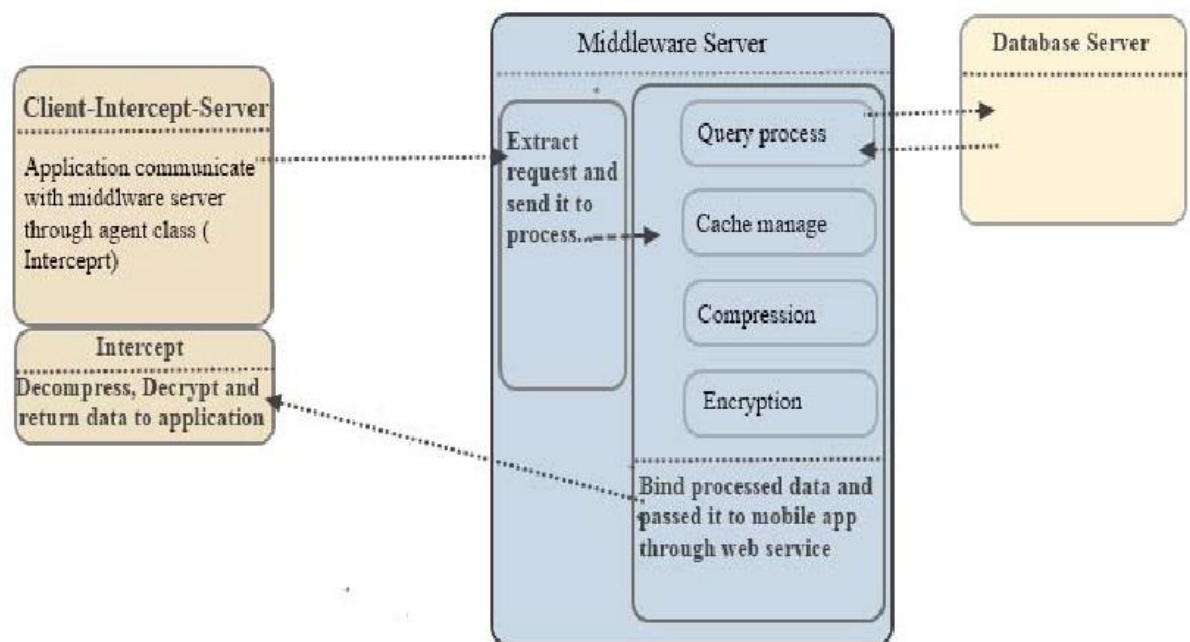 Client-Intercept-Server
Application communicate
with middlware server
through agent class (
Interceprt)
Intercept
Decompress, Decrypt and
return data to application
Middleware Server
Extract
request and
send it to
process...
Query process
Cache manage
Compression
Encryption
Bind processed data and
passed it to mobile app
through web service
Database Server